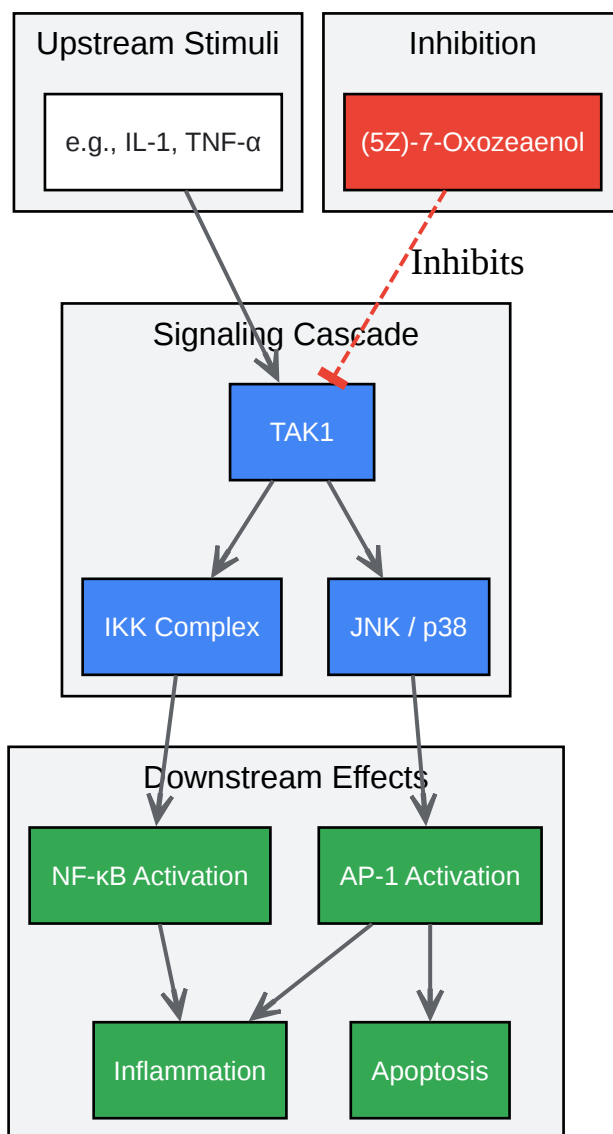 Upstream Stimuli
e.g., IL-1, TNF-α
Inhibition
(5Z)-7-Oxozeaenol
Inhibits
Signaling Cascade
TAK1
IKK Complex
JNK / p38
Downstream Effects
NF-κB Activation
AP-1 Activation
Inflammation
Apoptosis